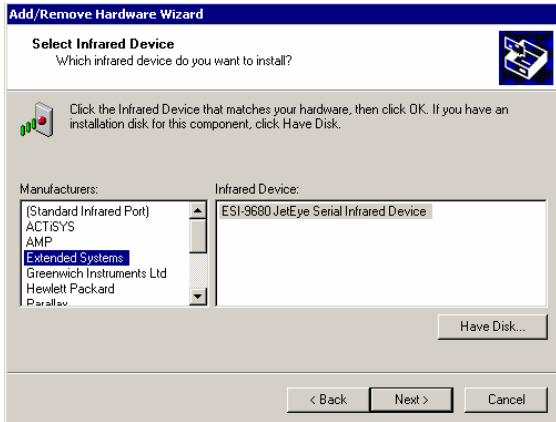 Add/Remove Hardware Wizard
Select Infrared Device
Which infrared device do you want to install?
Click the Infrared Device that matches your hardware, then click OK. If you have an
installation disk for this component, click Have Disk.
Manufacturers:
(Standard Infrared Port)
ACTiSYS
AMP
Extended Systems
Greenwich Instruments Ltd
Hewlett Packard
Parallax
Infrared Device:
ESI-9680 JetEye Serial Infrared Device
Have Disk...
< Back
Next >
Cancel